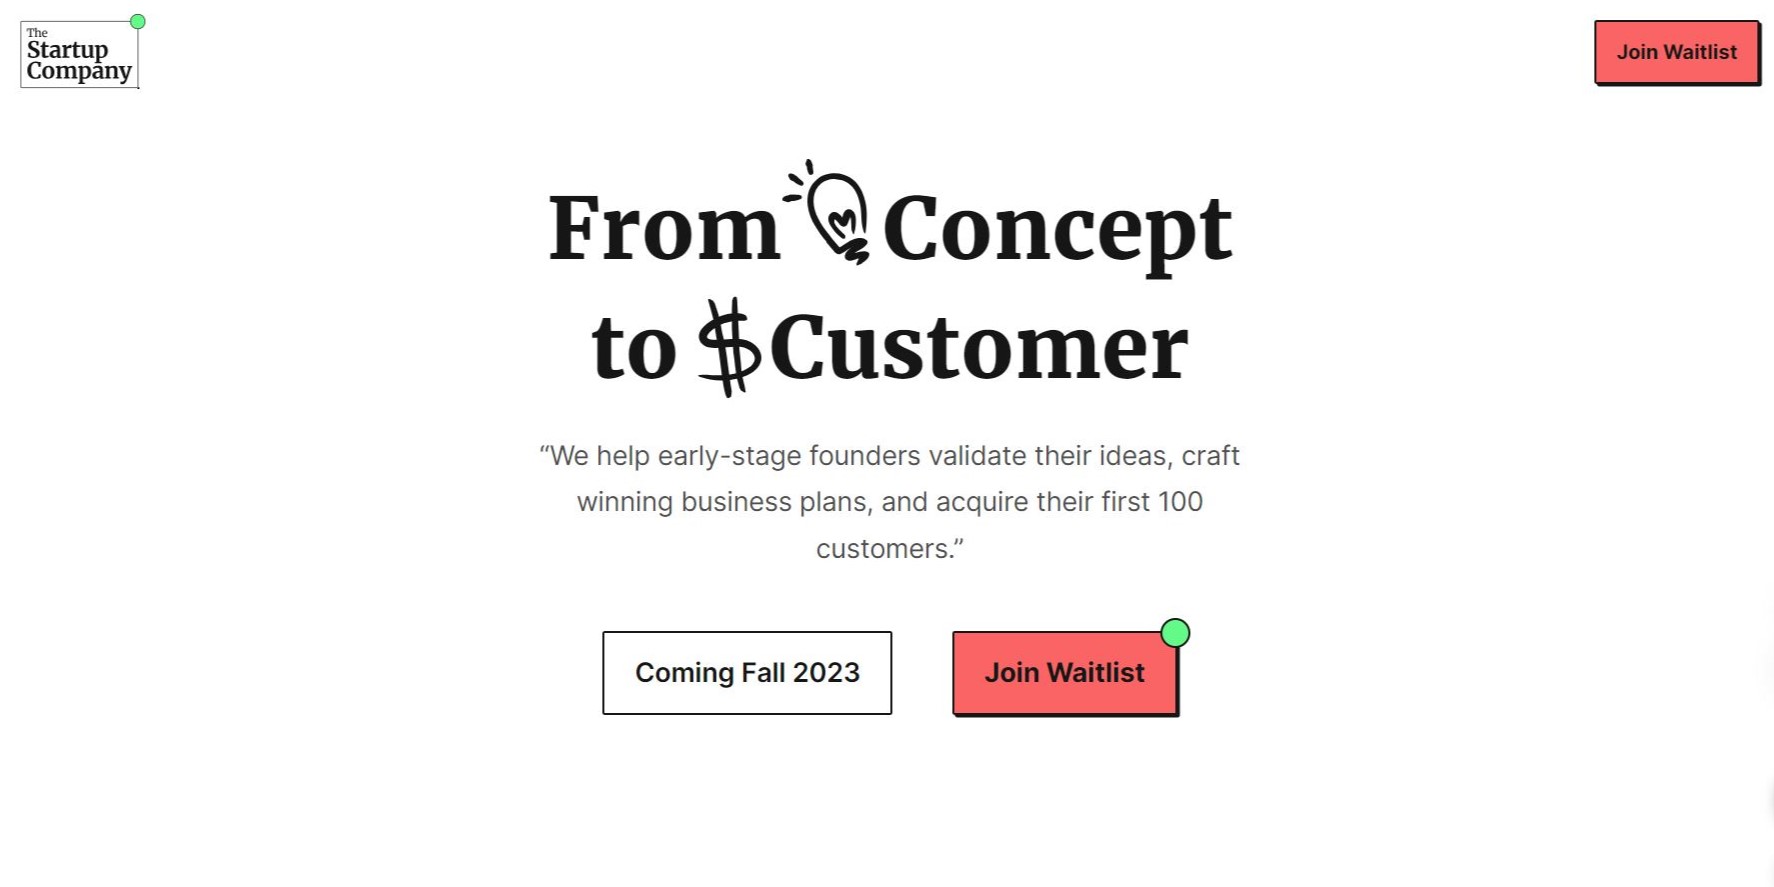 The
Startup
Company
Join Waitlist
From Concept
to $Customer
“We help early-stage founders validate their ideas, craft
winning business plans, and acquire their first 100
customers.”
Coming Fall 2023
Join Waitlist